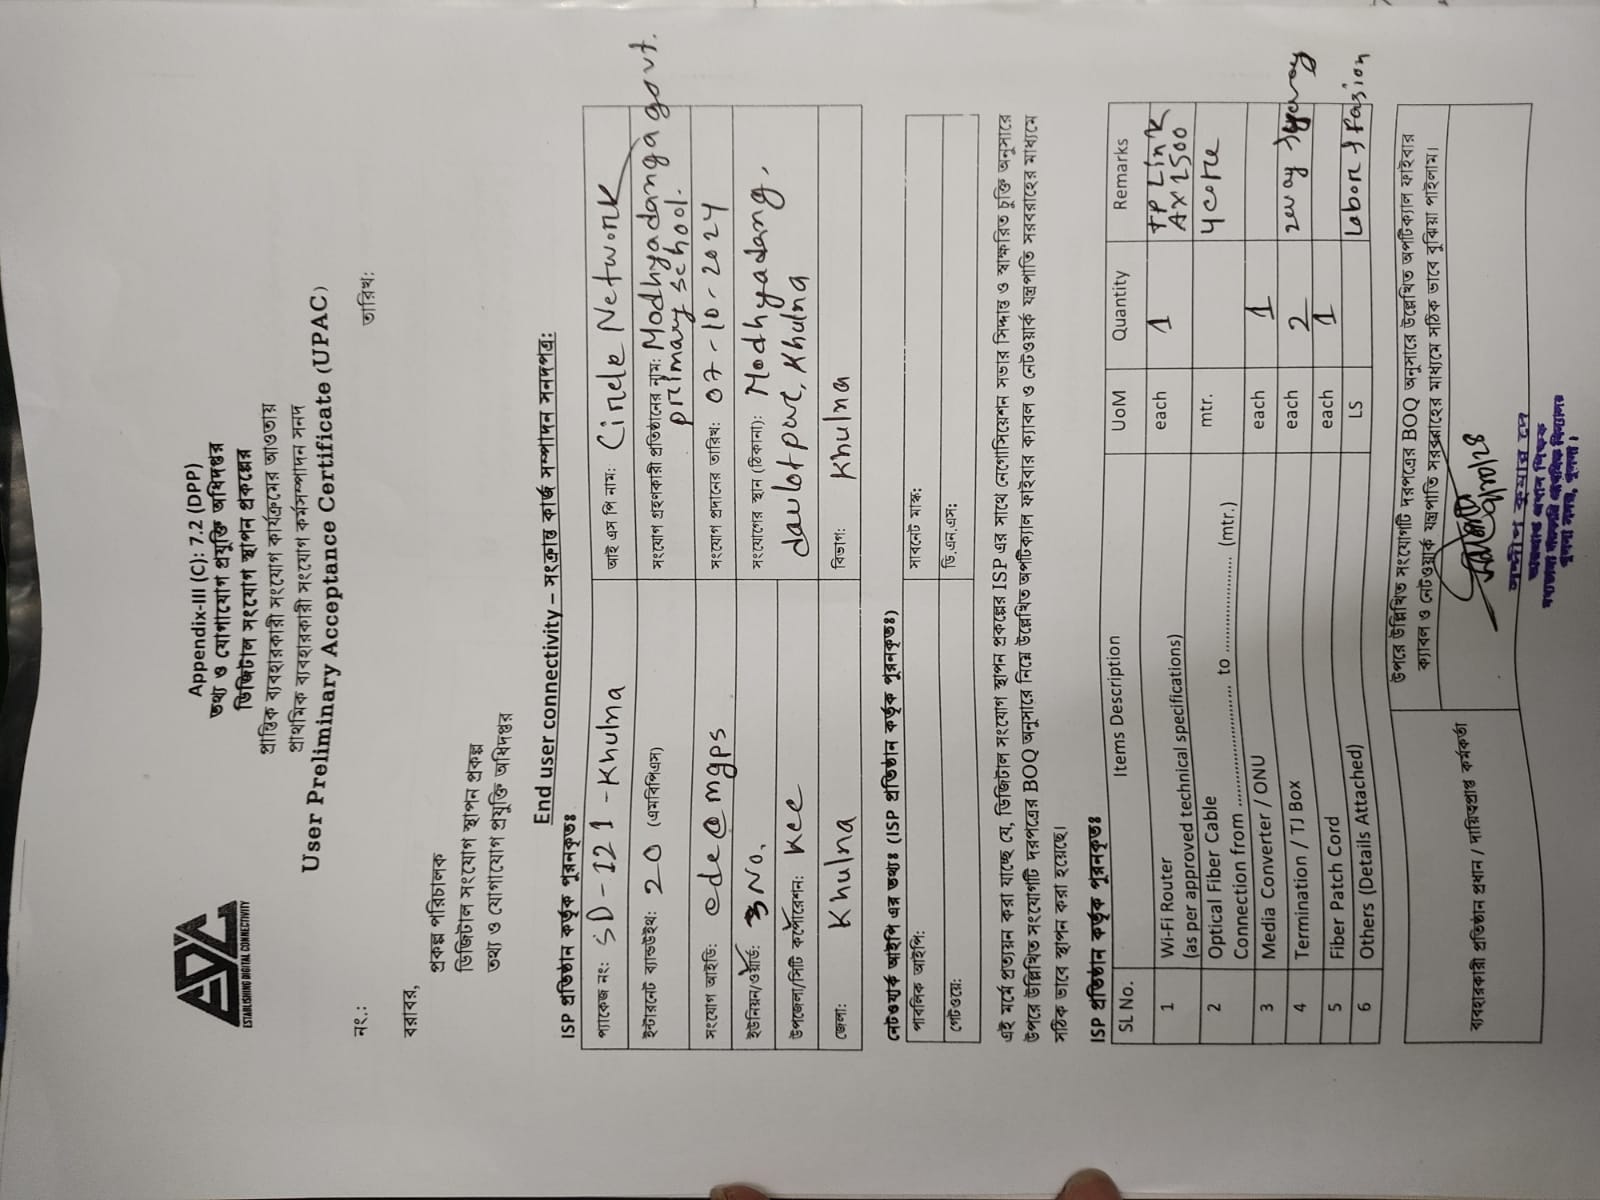 EDC
ESTABLISHING DIGITAL CONNECTIVITY
Appendix-III (C): 7.2 (DPP)
তথ্য ও যোগাযোগ প্রযুক্তি অধিদপ্তর
ডিজিটাল সংযোগ স্থাপন প্রকল্পের
প্রান্তিক ব্যবহারকারী সংযোগ কার্যক্রমের আওতায়
প্রাথমিক ব্যবহারকারী সংযোগ কর্মসম্পাদন সনদ
User Preliminary Acceptance Certificate (UPAC)
নং.: তারিখ:
বরাবর,
প্রকল্প পরিচালক
ডিজিটাল সংযোগ স্থাপন প্রকল্প
তথ্য ও যোগাযোগ প্রযুক্তি অধিদপ্তর
End user connectivity – সংক্রান্ত কার্জ সম্পাদন সনদপত্র:
ISP প্রতিষ্ঠান কর্তৃক পূরনকৃতঃ
প্যাকেজ নং: SD-121-Khulna আই এস পি নাম: Circle Network
ইন্টারনেট ব্যান্ডউইথ: 20 (এমবিপিএস) সংযোগ গ্রহণকারী প্রতিষ্ঠানের নাম: Modhyadanga govt.
primary school.
সংযোগ আইডি: edc@mgps সংযোগ প্রদানের তারিখ: 07-10-2024
ইউনিয়ন/ওয়ার্ড: 3 No, সংযোগের স্থান (ঠিকানা): Modhyadang,
উপজেলা/সিটি কর্পোরেশন: Kcc daulotpur, Khulna
জেলা: Khulna বিভাগ: Khulna
নেটওয়ার্ক আইপি এর তথ্যঃ (ISP প্রতিষ্ঠান কর্তৃক পূরনকৃতঃ)
পাবলিক আইপি: সাবনেট মাস্ক:
গেটওয়ে: ডি.এন.এস:
এই মর্মে প্রত্যয়ন করা যাচ্ছে যে, ডিজিটাল সংযোগ স্থাপন প্রকল্পের ISP এর সাথে নেগোসিয়েশন সভার সিদ্দান্ত ও স্বাক্ষরিত চুক্তি অনুসারে
উপরে উল্লিখিত সংযোগটি দরপত্রের BOQ অনুসারে নিম্নে উল্লেখিত অপটিকাল ফাইবার ক্যাবল ও নেটওয়ার্ক যন্ত্রপাতি সরবরাহের মাধ্যমে
সঠিক ভাবে স্থাপন করা হয়েছে।
ISP প্রতিষ্ঠান কর্তৃক পূরনকৃতঃ
SL No. Items Description UoM Quantity Remarks
1 Wi-Fi Router each 1 TP Link
(as per approved technical specifications) AX1500
2 Optical Fiber Cable mtr. 4core
Connection from .................... to .................... (mtr.)
3 Media Converter / ONU each 1
4 Termination / TJ Box each 2 2way
5 Fiber Patch Cord each 1
6 Others (Details Attached) LS
উপরে উল্লিখিত সংযোগটি দরপত্রের BOQ অনুসারে উল্লেখিত অপটিক্যাল ফাইবার
ক্যাবল ও নেটওয়ার্ক যন্ত্রপাতি সরবরাহের মাধ্যমে সঠিক ভাবে বুঝিয়া পাইলাম।
ব্যবহারকারী প্রতিষ্ঠান প্রধান / দায়িত্বপ্রাপ্ত কর্মকর্তা